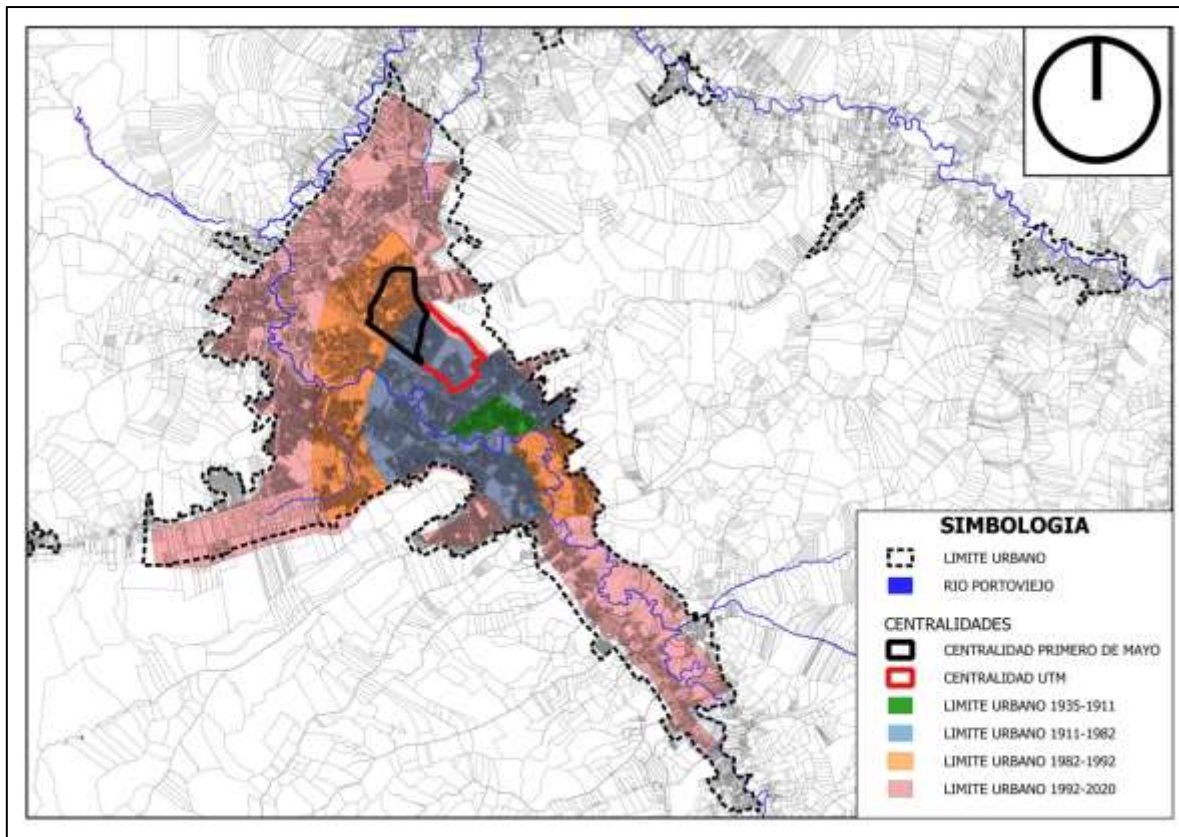 SIMBOLOGIA
LIMITE URBANO
RIO PORTOVIEJO
CENTRALIDADES
CENTRALIDAD PRIMERO DE MAYO
CENTRALIDAD UTM
LIMITE URBANO 1935-1911
LIMITE URBANO 1911-1982
LIMITE URBANO 1982-1992
LIMITE URBANO 1992-2020